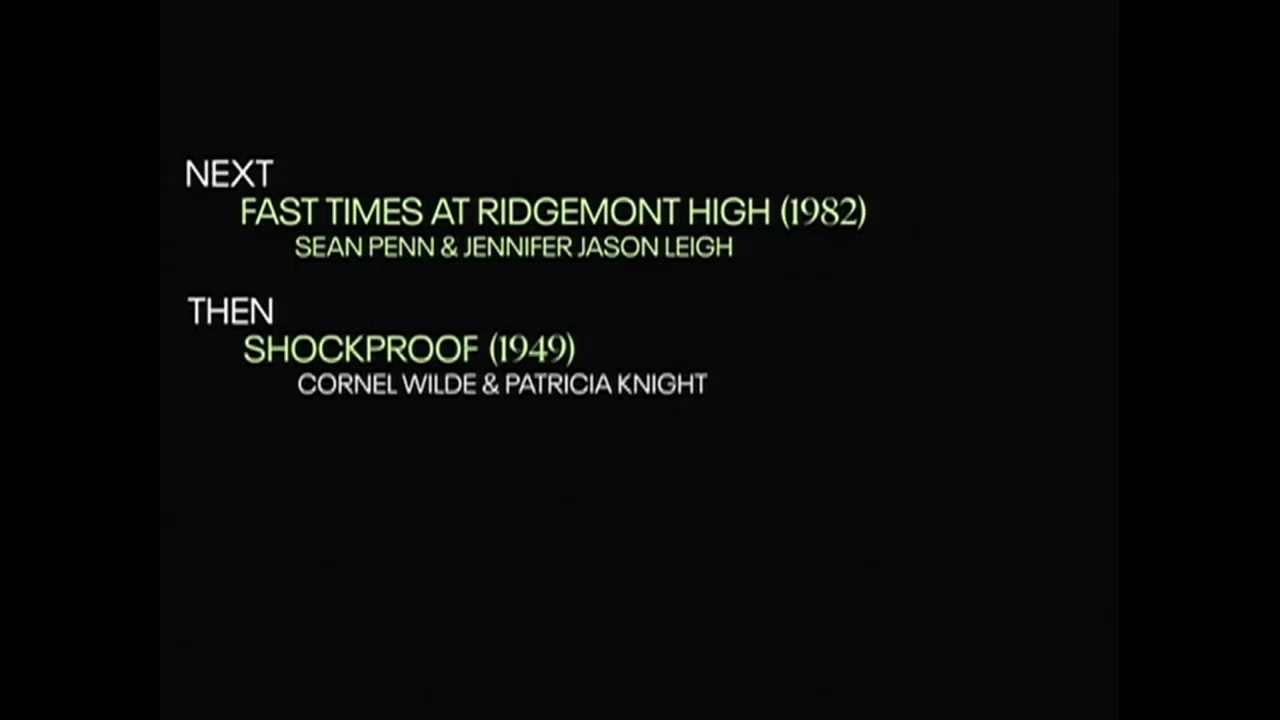 NEXT
FAST TIMES AT RIDGEMONT HIGH (1982)
SEAN PENN & JENNIFER JASON LEIGH
THEN
SHOCKPROOF (1949)
CORNEL WILDE & PATRICIA KNIGHT